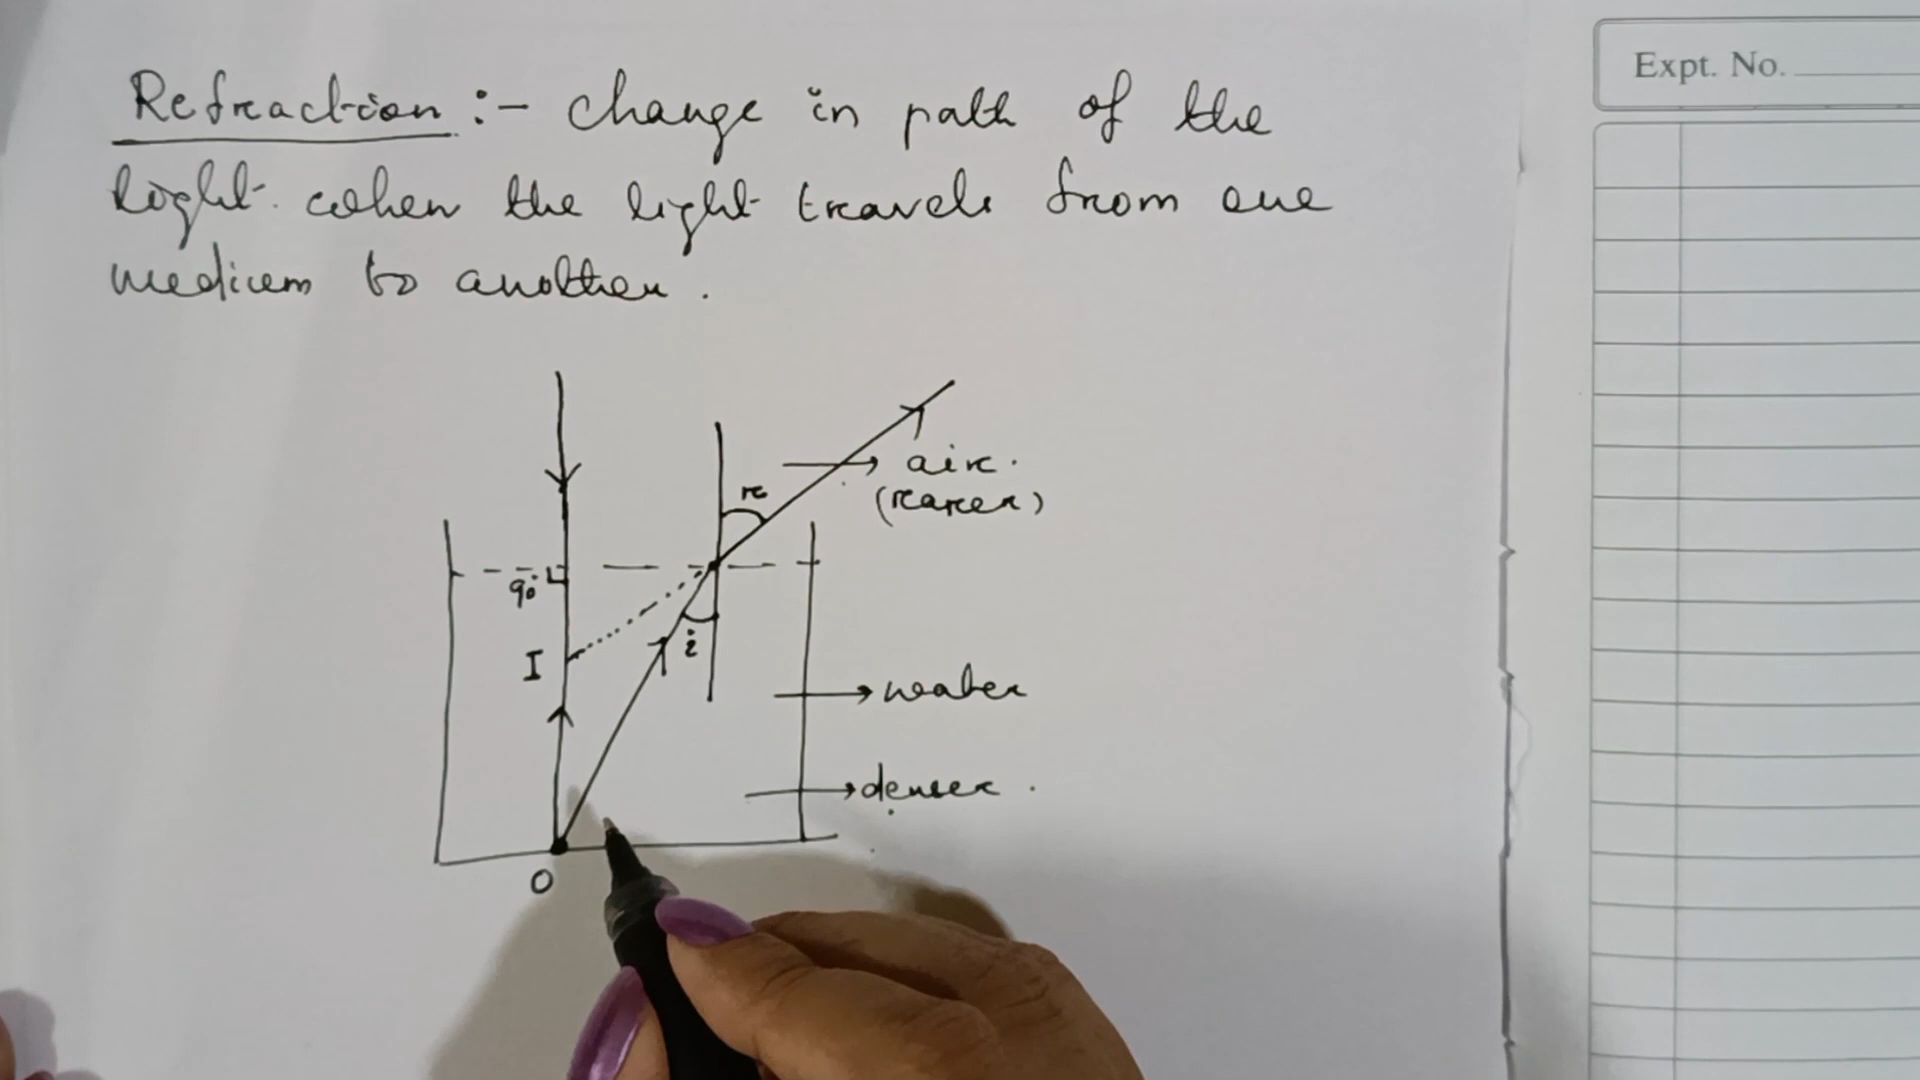 Refraction :- change in path of the
light. when the light travels from one
medium to another.
Expt. No.
air.
(rarer)
r
90°
I
i
water
denser.
O